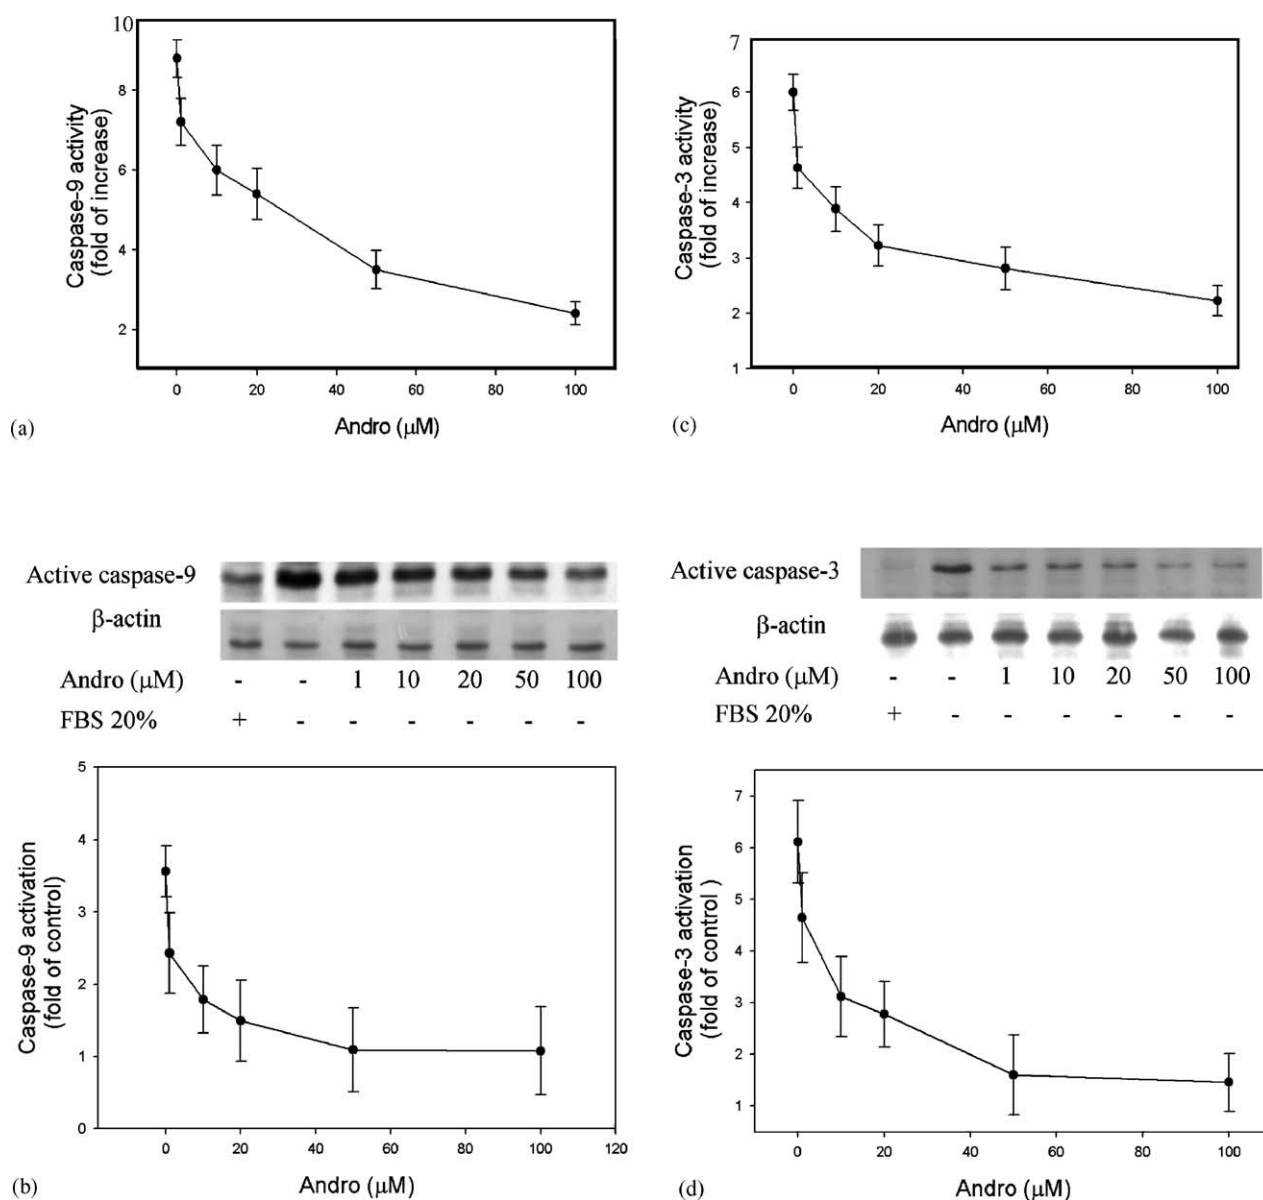 10
8
6
4
2
Caspase-9 activity
(fold of increase)
0 20 40 60 80 100
Andro (μM)
(a)
7
6
5
4
3
2
1
Caspase-3 activity
(fold of increase)
0 20 40 60 80 100
Andro (μM)
(c)
Active caspase-9
β-actin
Andro (μM) - - 1 10 20 50 100
FBS 20% + - - - - - -
5
4
3
2
1
0
Caspase-9 activation
(fold of control)
0 20 40 60 80 100 120
Andro (μM)
(b)
Active caspase-3
β-actin
Andro (μM) - - 1 10 20 50 100
FBS 20% + - - - - - -
7
6
5
4
3
2
1
Caspase-3 activation
(fold of control )
0 20 40 60 80 100
Andro (μM)
(d)